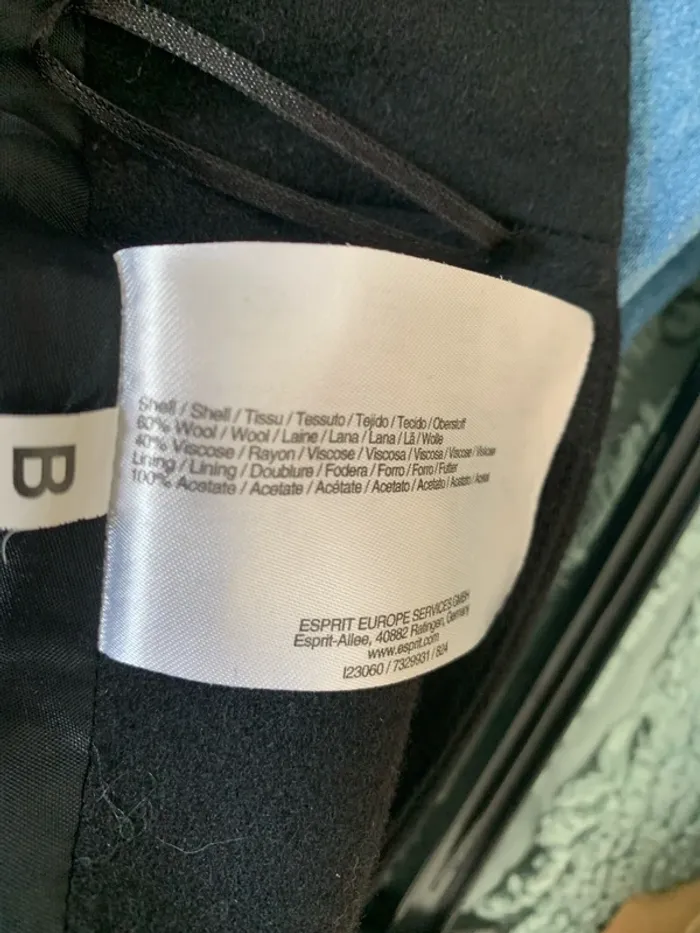 Shell / Shell / Tissu / Tessuto / Tejido / Tecido / Oberstoff
60% Wool / Wool / Laine / Lana / Lana / Lã / Wolle
40% Viscose / Rayon / Viscose / Viscosa / Viscosa / Viscose / Viskose
Lining / Lining / Doublure / Fodera / Forro / Forro / Futter
100% Acetate / Acetate / Acétate / Acetato / Acetato / Acetato / Acetat
ESPRIT EUROPE SERVICES GMBH
Esprit-Allee, 40882 Ratingen, Germany
www.esprit.com
I23060 / 7329931 / 824
B